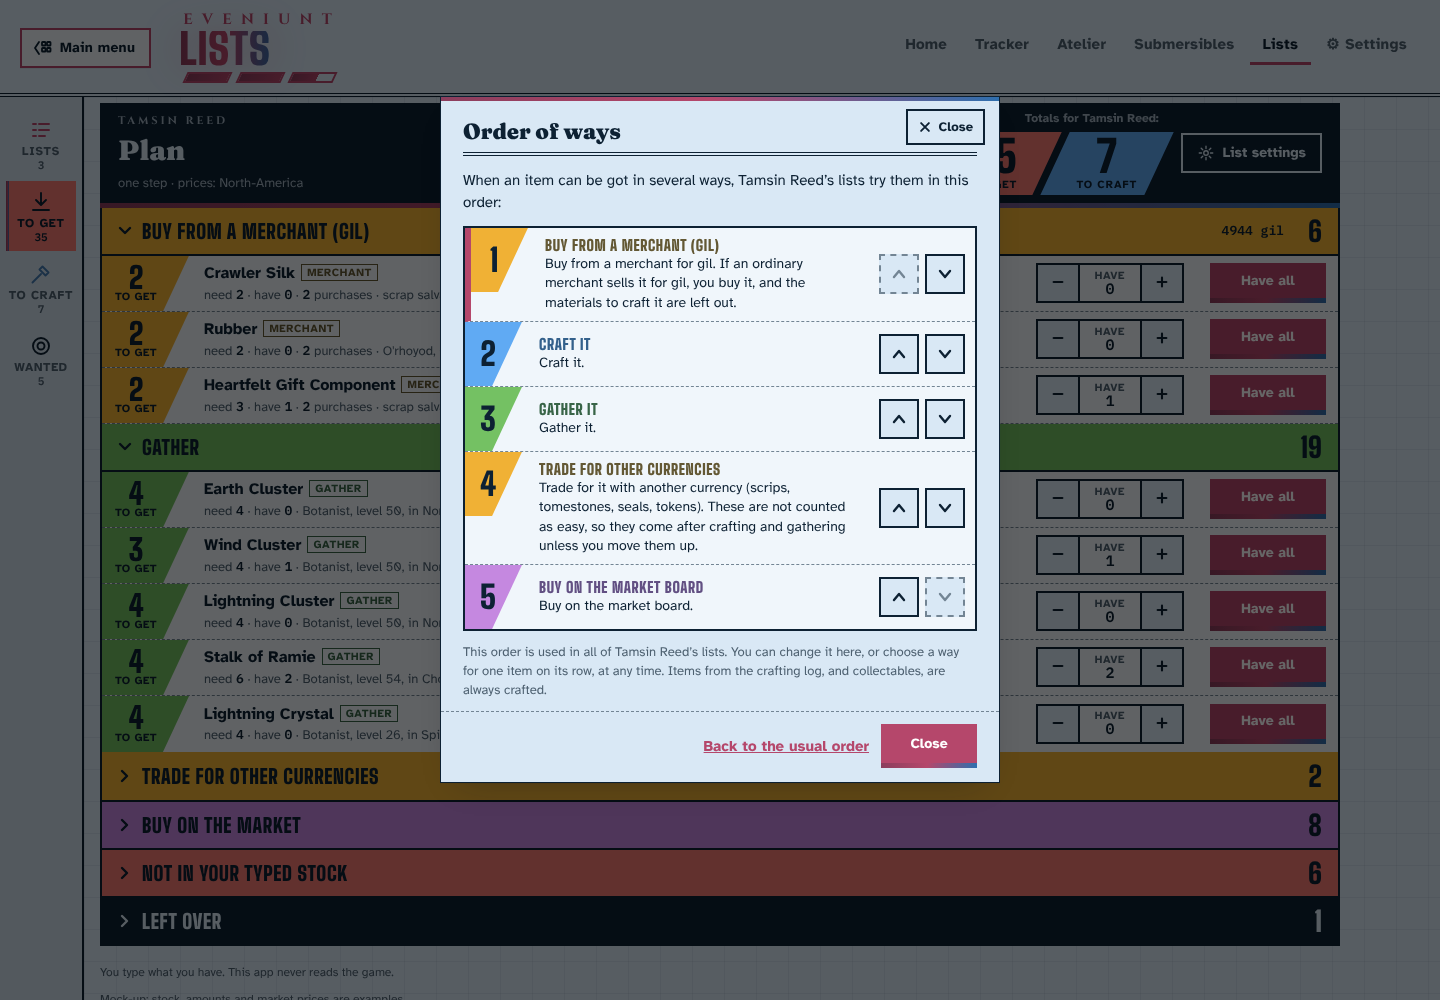 EVENIUNT
Main menu
LISTS
Home Tracker Atelier Submersibles Lists Settings
LISTS
3
TO GET
35
TO CRAFT
7
WANTED
5
TAMSIN REED
Plan
one step · prices: North-America
Totals for Tamsin Reed:
5
7
TO CRAFT
List settings
BUY FROM A MERCHANT (GIL)
4944 gil 6
2 TO GET
Crawler Silk MERCHANT
need 2 · have 0 · 2 purchases · scrap salv
− HAVE 0 +
Have all
2 TO GET
Rubber MERCHANT
need 2 · have 0 · 2 purchases · O'rhoyod,
− HAVE 0 +
Have all
2 TO GET
Heartfelt Gift Component MERC
need 3 · have 1 · 2 purchases · scrap salv
− HAVE 1 +
Have all
GATHER
19
4 TO GET
Earth Cluster GATHER
need 4 · have 0 · Botanist, level 50, in Nor
− HAVE 0 +
Have all
3 TO GET
Wind Cluster GATHER
need 4 · have 1 · Botanist, level 50, in Nor
− HAVE 1 +
Have all
4 TO GET
Lightning Cluster GATHER
need 4 · have 0 · Botanist, level 50, in Nor
− HAVE 0 +
Have all
4 TO GET
Stalk of Ramie GATHER
need 6 · have 2 · Botanist, level 54, in Cho
− HAVE 2 +
Have all
4 TO GET
Lightning Crystal GATHER
need 4 · have 0 · Botanist, level 26, in Spi
− HAVE 0 +
Have all
TRADE FOR OTHER CURRENCIES
2
BUY ON THE MARKET
8
NOT IN YOUR TYPED STOCK
6
LEFT OVER
1
You type what you have. This app never reads the game.
Mock-up: stock, amounts and market prices are examples.
Order of ways
Close
When an item can be got in several ways, Tamsin Reed's lists try them in this
order:
1
BUY FROM A MERCHANT (GIL)
Buy from a merchant for gil. If an ordinary
merchant sells it for gil, you buy it, and the
materials to craft it are left out.
2
CRAFT IT
Craft it.
3
GATHER IT
Gather it.
4
TRADE FOR OTHER CURRENCIES
Trade for it with another currency (scrips,
tomestones, seals, tokens). These are not counted
as easy, so they come after crafting and gathering
unless you move them up.
5
BUY ON THE MARKET BOARD
Buy on the market board.
This order is used in all of Tamsin Reed's lists. You can change it here, or choose a way
for one item on its row, at any time. Items from the crafting log, and collectables, are
always crafted.
Back to the usual order
Close